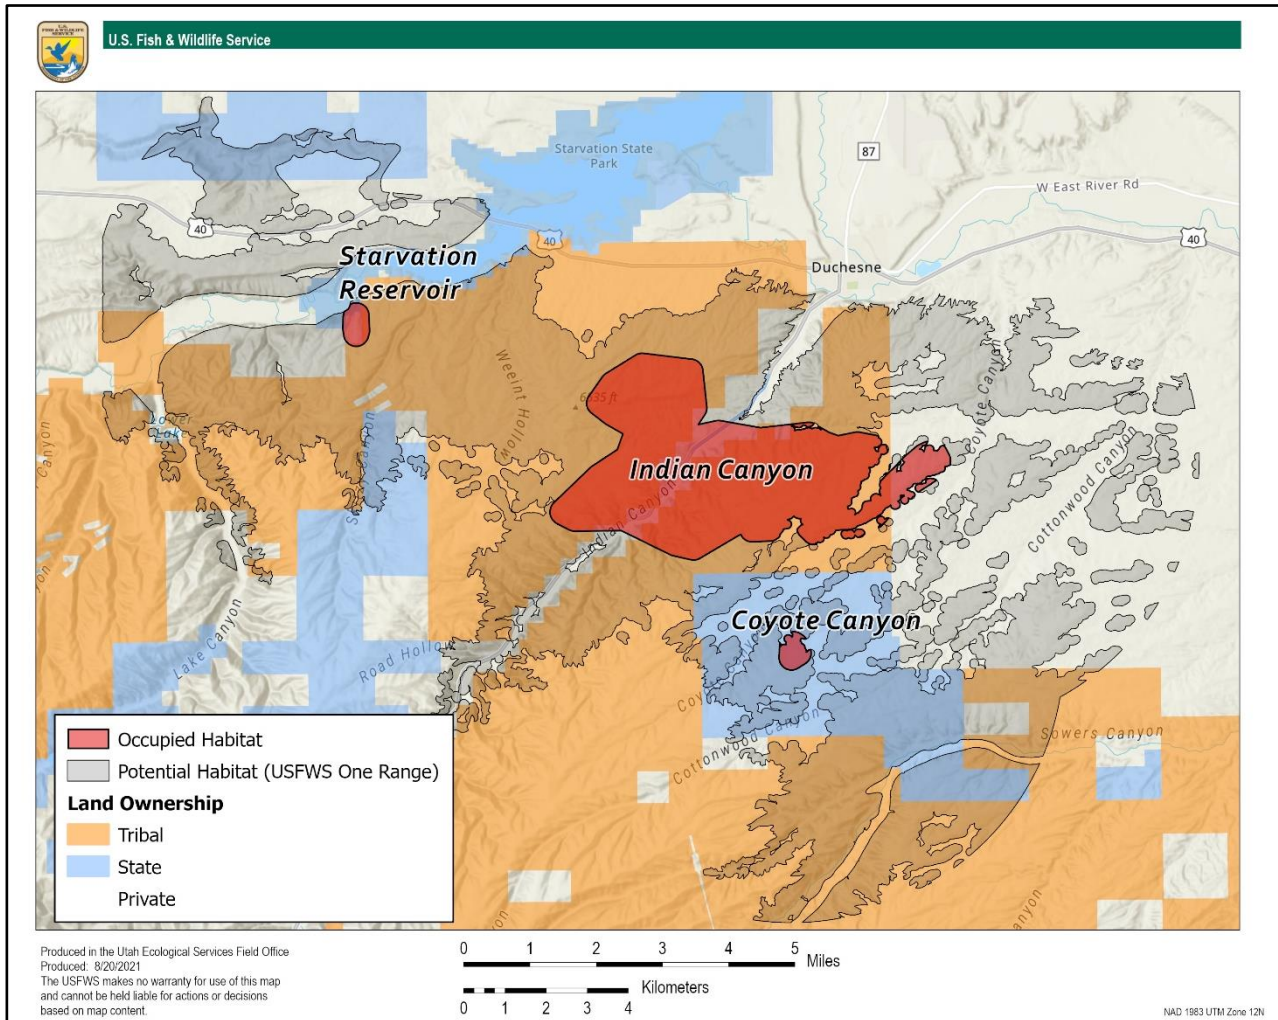 U.S.
FISH & WILDLIFE
SERVICE
U.S. Fish & Wildlife Service
Starvation State
Park
87
W East River Rd
40
40
40
Starvation
Reservoir
Duchesne
Weeint Hollow
Coyote Canyon
Lower
Lake
Canyon
Indian Canyon
Indian Canyon
Cottonwood Canyon
Lake Canyon
Road Hollow
Coyote Canyon
Cottonwood Canyon
Sowers Canyon
Occupied Habitat
Potential Habitat (USFWS One Range)
Land Ownership
Tribal
State
Private
Produced in the Utah Ecological Services Field Office
Produced: 8/20/2021
The USFWS makes no warranty for use of this map
and cannot be held liable for actions or decisions
based on map content.
0 1 2 3 4 5 Miles
Kilometers
0 1 2 3 4
NAD 1983 UTM Zone 12N